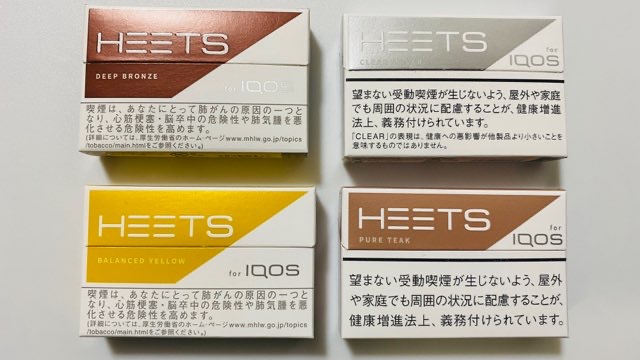 HEETS
DEEP BRONZE
for IQOS
喫煙は、あなたにとって肺がんの原因の一つと
なり、心筋梗塞・脳卒中の危険性や肺気腫を悪
化させる危険性を高めます。
(詳細については、厚生労働省のホーム・ページwww.mhlw.go.jp/topics
/tobacco/main.htmlをご参照ください。)
HEETS
CLEAR
for
IQOS
望まない受動喫煙が生じないよう、屋外や家庭
でも周囲の状況に配慮することが、健康増進
法上、義務付けられています。
「CLEAR」の表現は、健康への悪影響が他製品より小さいことを
意味するものではありません。
HEETS
BALANCED YELLOW
for IQOS
喫煙は、あなたにとって肺がんの原因の一つと
なり、心筋梗塞・脳卒中の危険性や肺気腫を悪
化させる危険性を高めます。
(詳細については、厚生労働省のホーム・ページwww.mhlw.go.jp/topics
/tobacco/main.htmlをご参照ください。)
HEETS
PURE TEAK
for
IQOS
望まない受動喫煙が生じないよう、屋外
や家庭でも周囲の状況に配慮することが、
健康増進法上、義務付けられています。